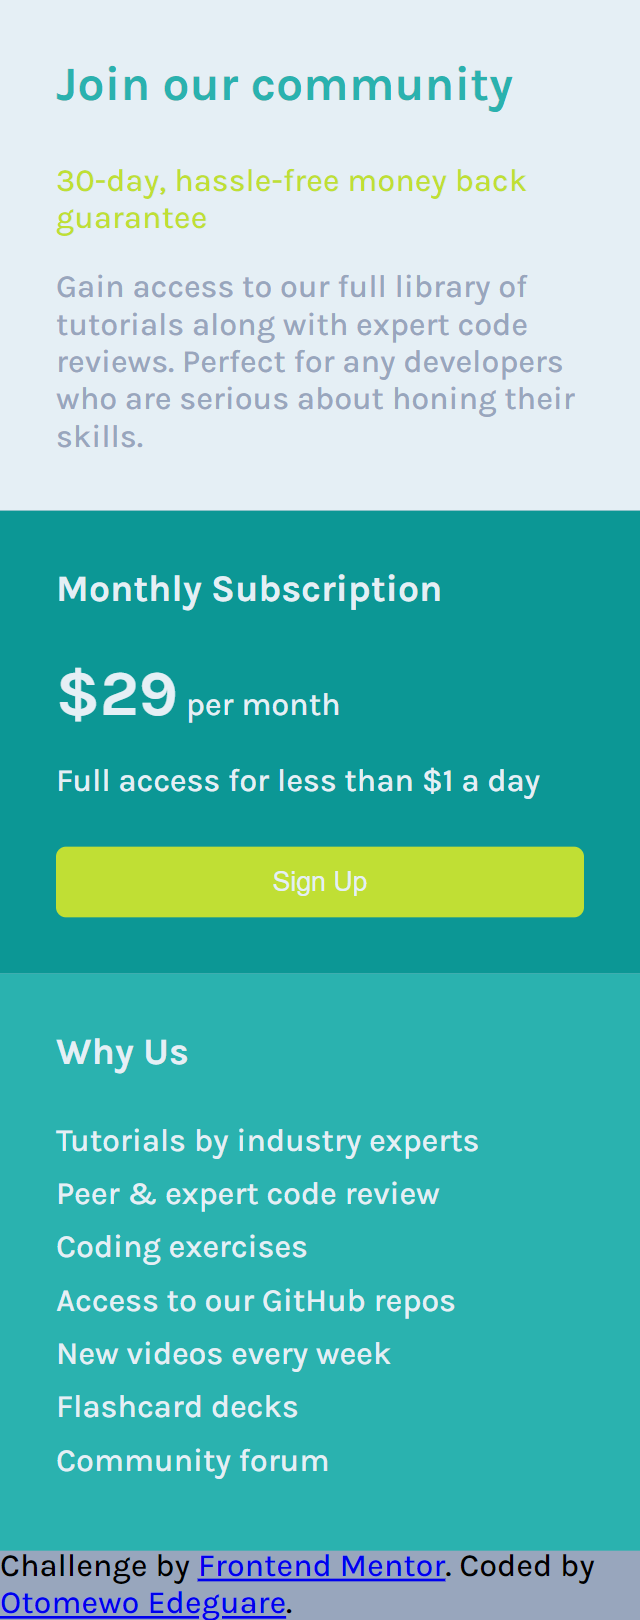 Join our community
30-day, hassle-free money back
guarantee
Gain access to our full library of
tutorials along with expert code
reviews. Perfect for any developers
who are serious about honing their
skills.
Monthly Subscription
$29 per month
Full access for less than $1 a day
Sign Up
Why Us
Tutorials by industry experts
Peer & expert code review
Coding exercises
Access to our GitHub repos
New videos every week
Flashcard decks
Community forum
Challenge by Frontend Mentor. Coded by
Otomewo Edeguare.